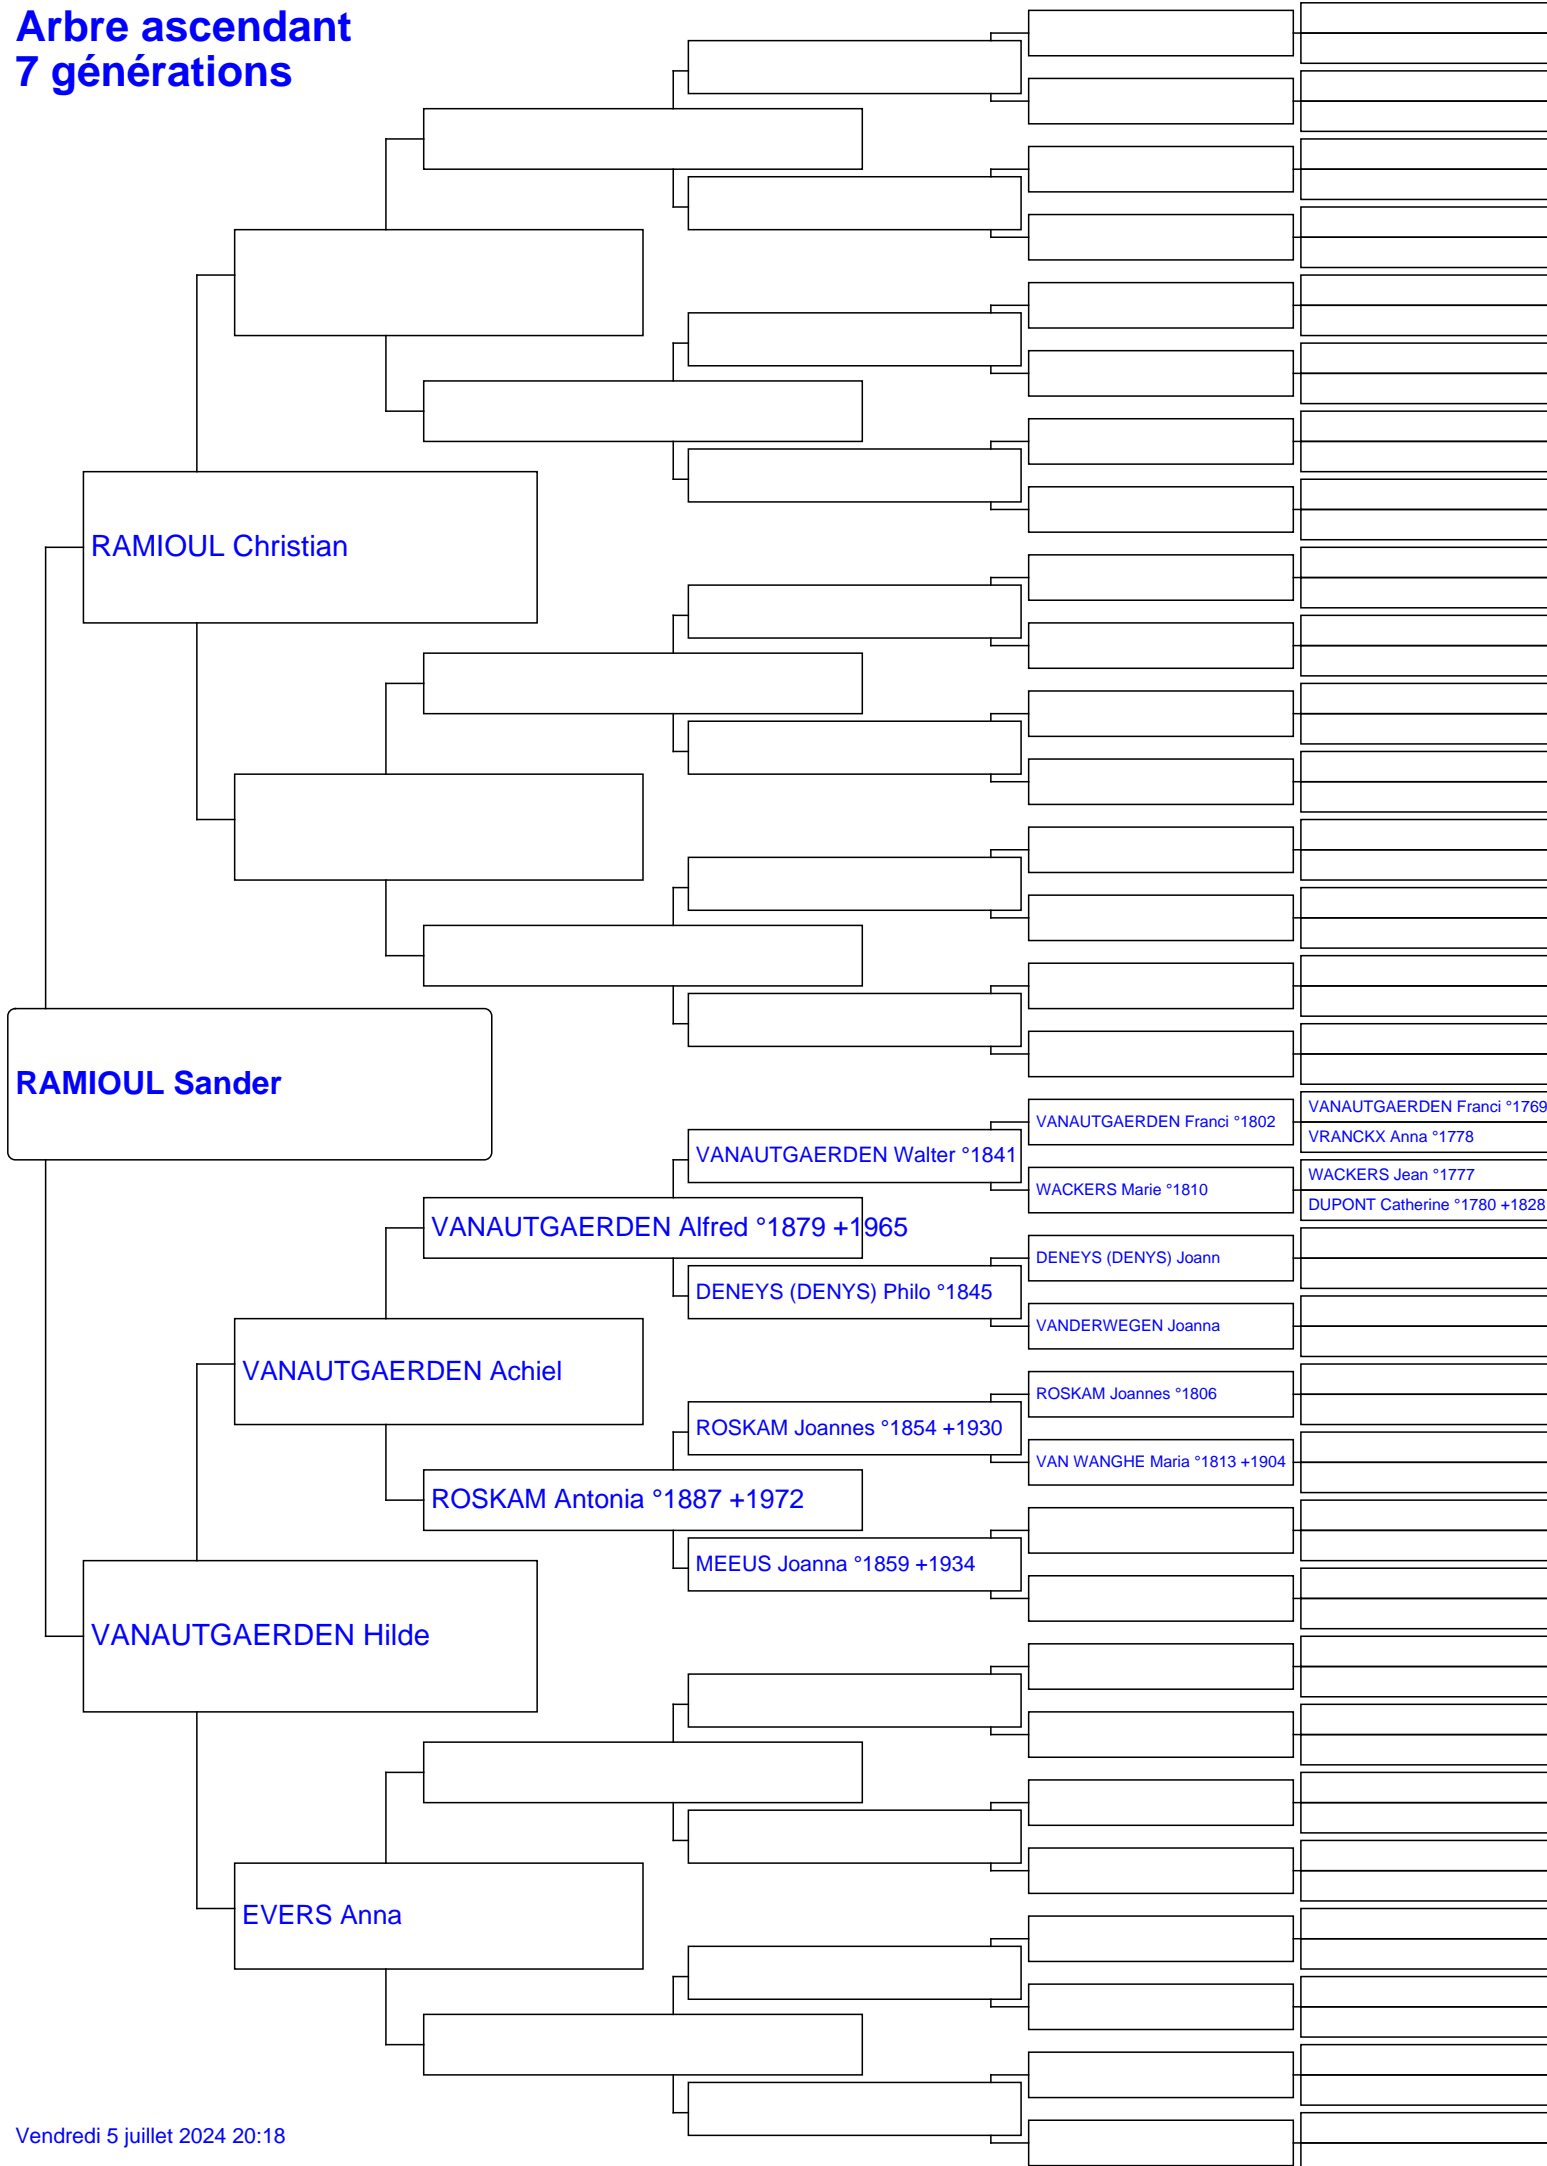 Arbre ascendant
7 générations
RAMIOUL Christian
RAMIOUL Sander
VANAUTGAERDEN Franci °1769
VANAUTGAERDEN Franci °1802
VRANCKX Anna °1778
VANAUTGAERDEN Walter °1841
WACKERS Jean °1777
WACKERS Marie °1810
DUPONT Catherine °1780 +1828
VANAUTGAERDEN Alfred °1879 +1965
DENEYS (DENYS) Joann
DENEYS (DENYS) Philo °1845
VANDERWEGEN Joanna
VANAUTGAERDEN Achiel
ROSKAM Joannes °1806
ROSKAM Joannes °1854 +1930
VAN WANGHE Maria °1813 +1904
ROSKAM Antonia °1887 +1972
MEEUS Joanna °1859 +1934
VANAUTGAERDEN Hilde
EVERS Anna
Vendredi 5 juillet 2024 20:18